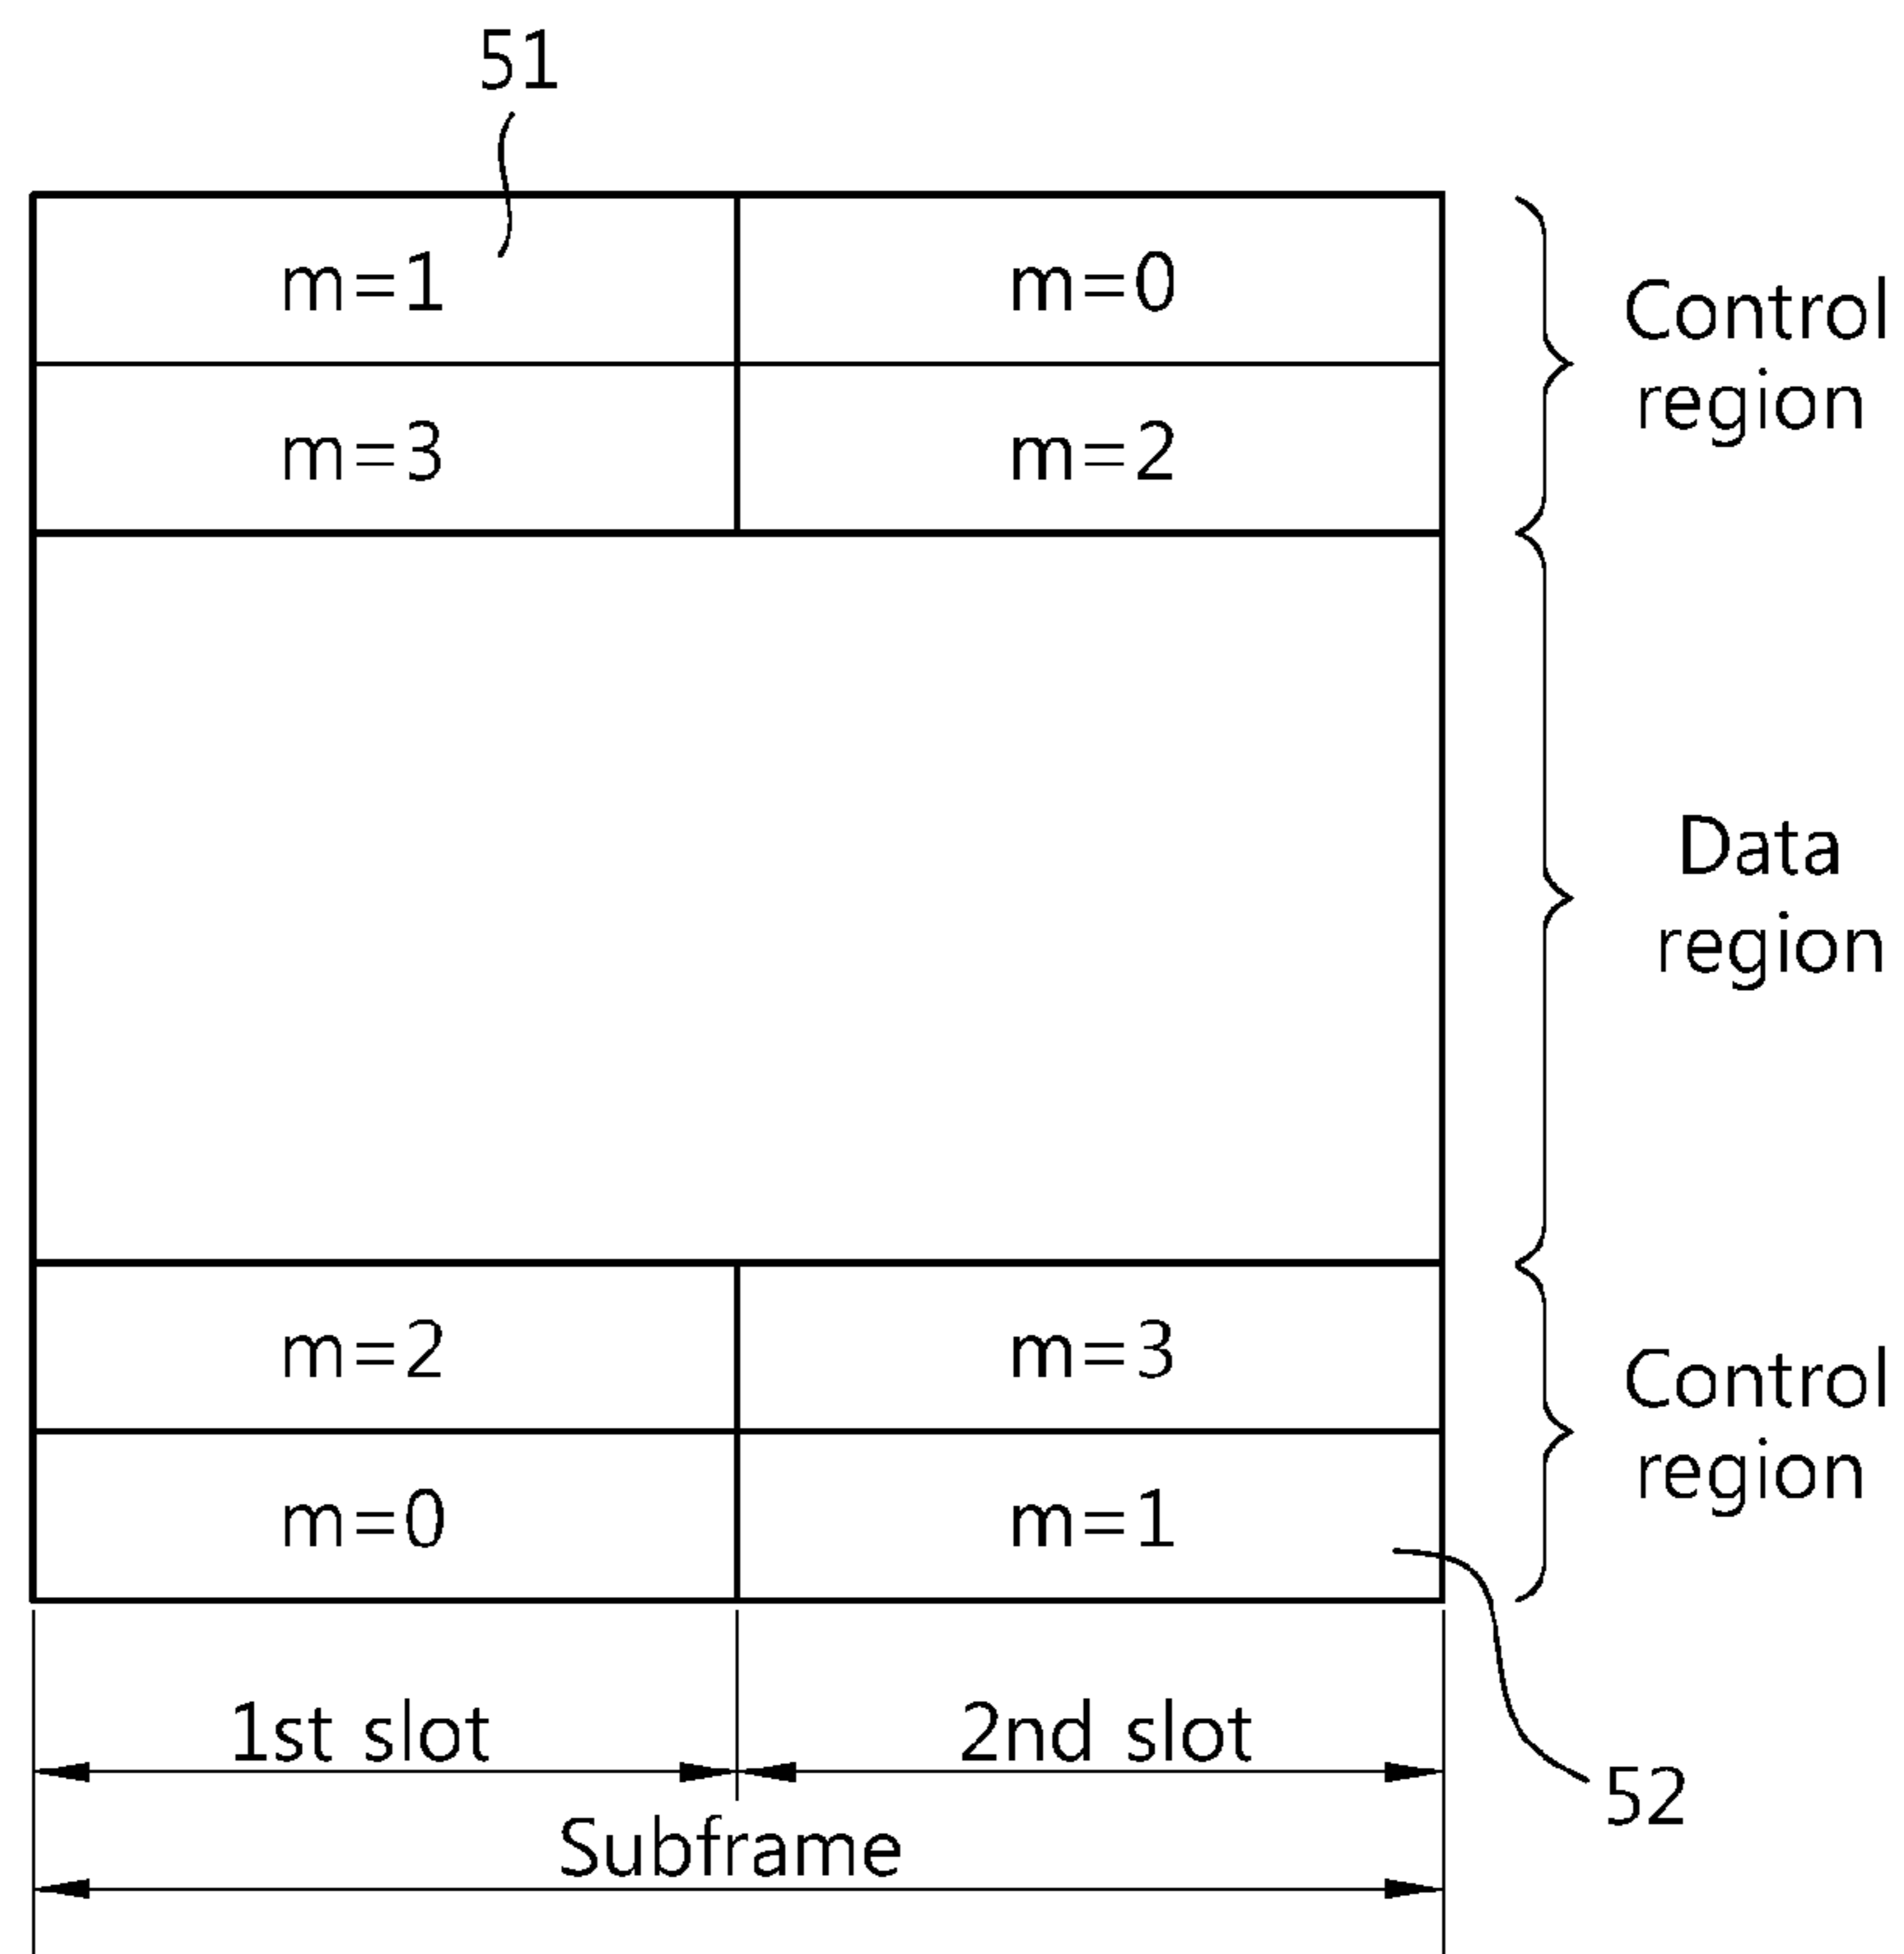 51
m=1 m=0
Control
region
m=3 m=2
Data
region
m=2 m=3
Control
region
m=0 m=1
1st slot 2nd slot
52
Subframe